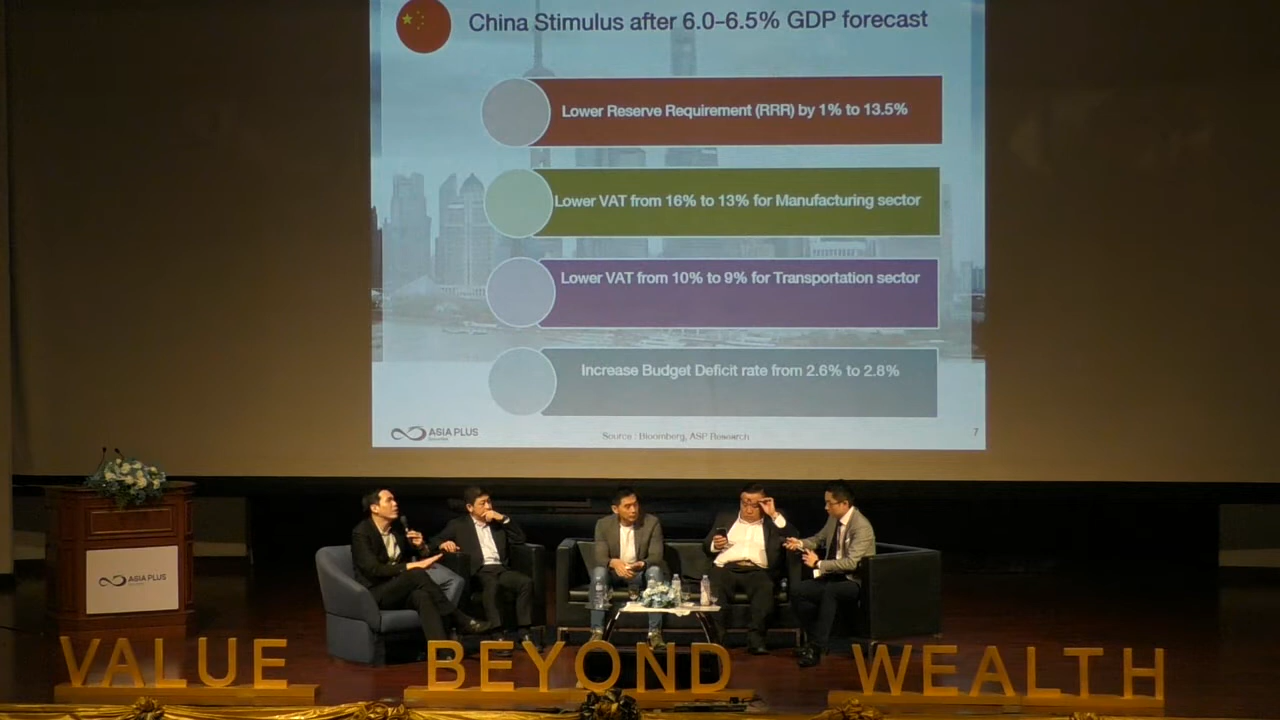 China Stimulus after 6.0-6.5% GDP forecast
Lower Reserve Requirement (RRR) by 1% to 13.5%
Lower VAT from 16% to 13% for Manufacturing sector
Lower VAT from 10% to 9% for Transportation sector
Increase Budget Deficit rate from 2.6% to 2.8%
ASIA PLUS
Source : Bloomberg, ASP Research
7
ASIA PLUS
VALUE BEYOND WEALTH